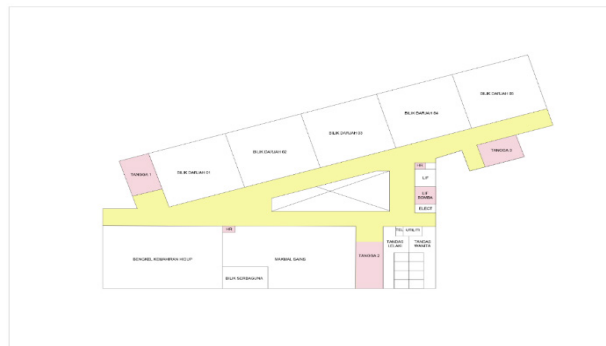 BILIK DARJAH 05
BILIK DARJAH 04
BILIK DARJAH 03
BILIK DARJAH 02
BILIK DARJAH 01
TANGGA 1
TANGGA 3
LIF
LIF
BOMBA
ELECT
TANDAS
LELAKI
TANDAS
WANITA
TANGGA 2
BENGKEL KEMAHIRAN HIDUP
MAKMAL SAINS
BILIK SERBAGUNA